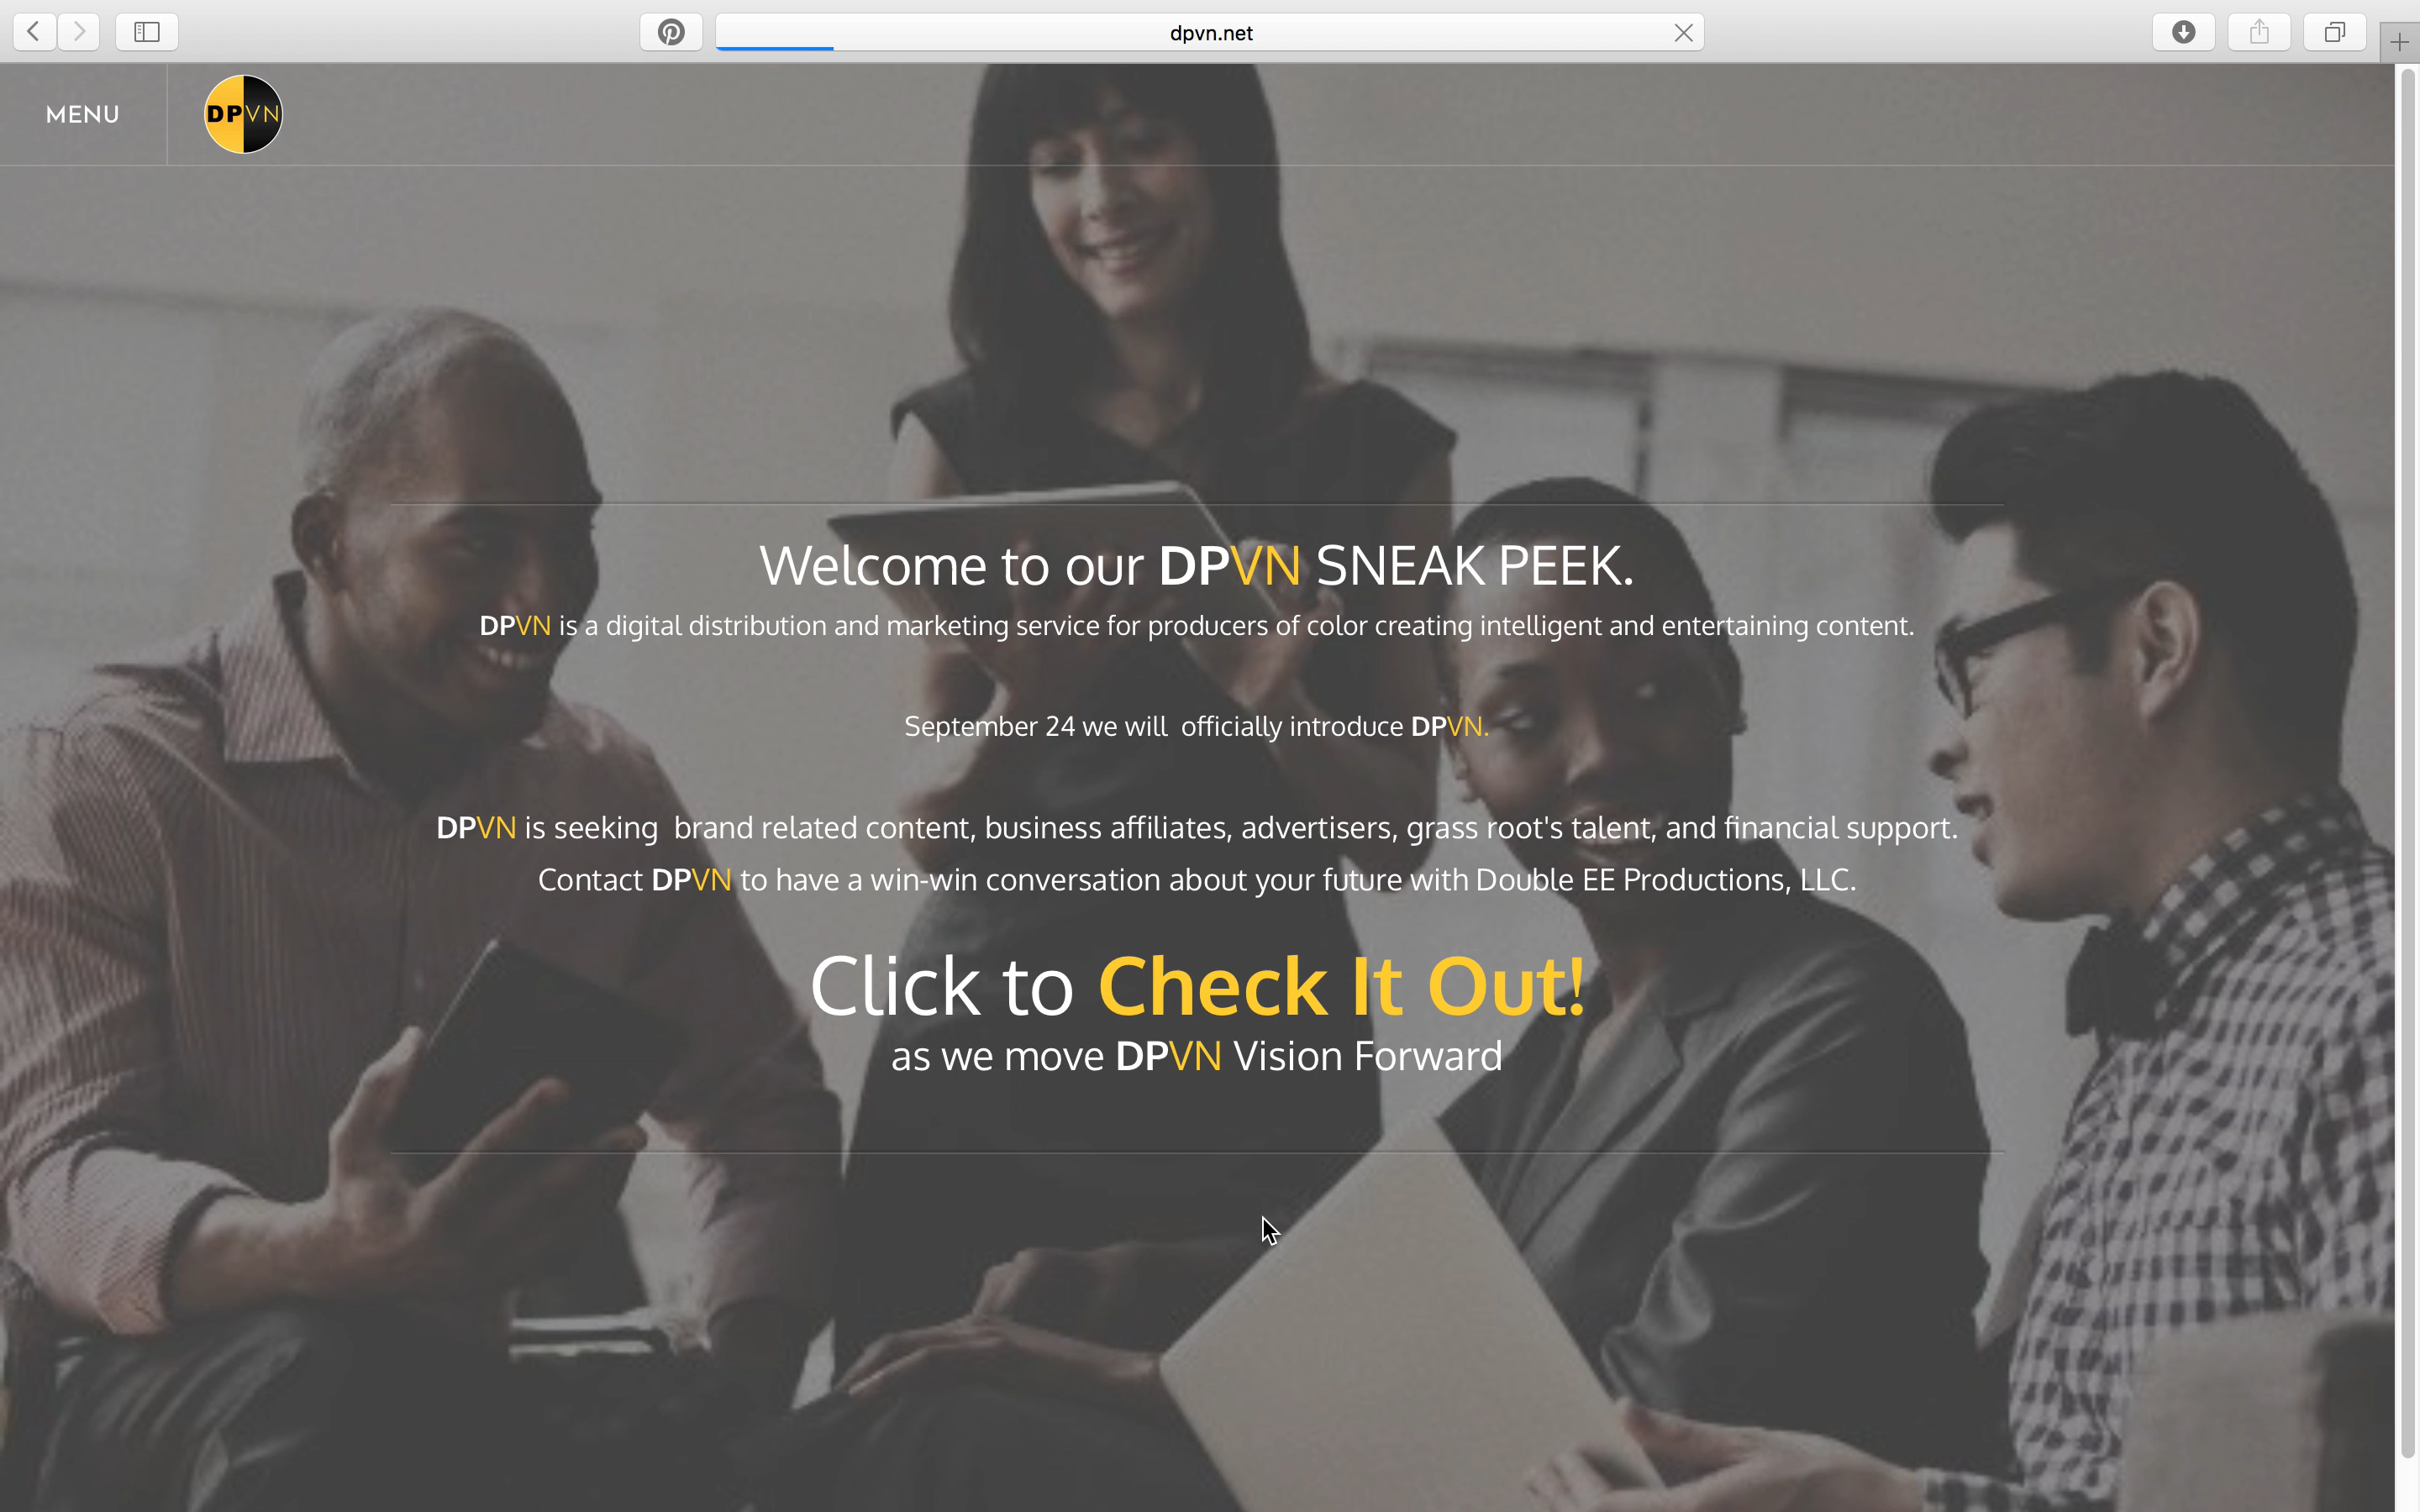 dpvn.net
MENU
DPVN
Welcome to our DPVN SNEAK PEEK.
DPVN is a digital distribution and marketing service for producers of color creating intelligent and entertaining content.
September 24 we will  officially introduce DPVN.
DPVN is seeking  brand related content, business affiliates, advertisers, grass root's talent, and financial support.
Contact DPVN to have a win-win conversation about your future with Double EE Productions, LLC.
Click to Check It Out!
as we move DPVN Vision Forward